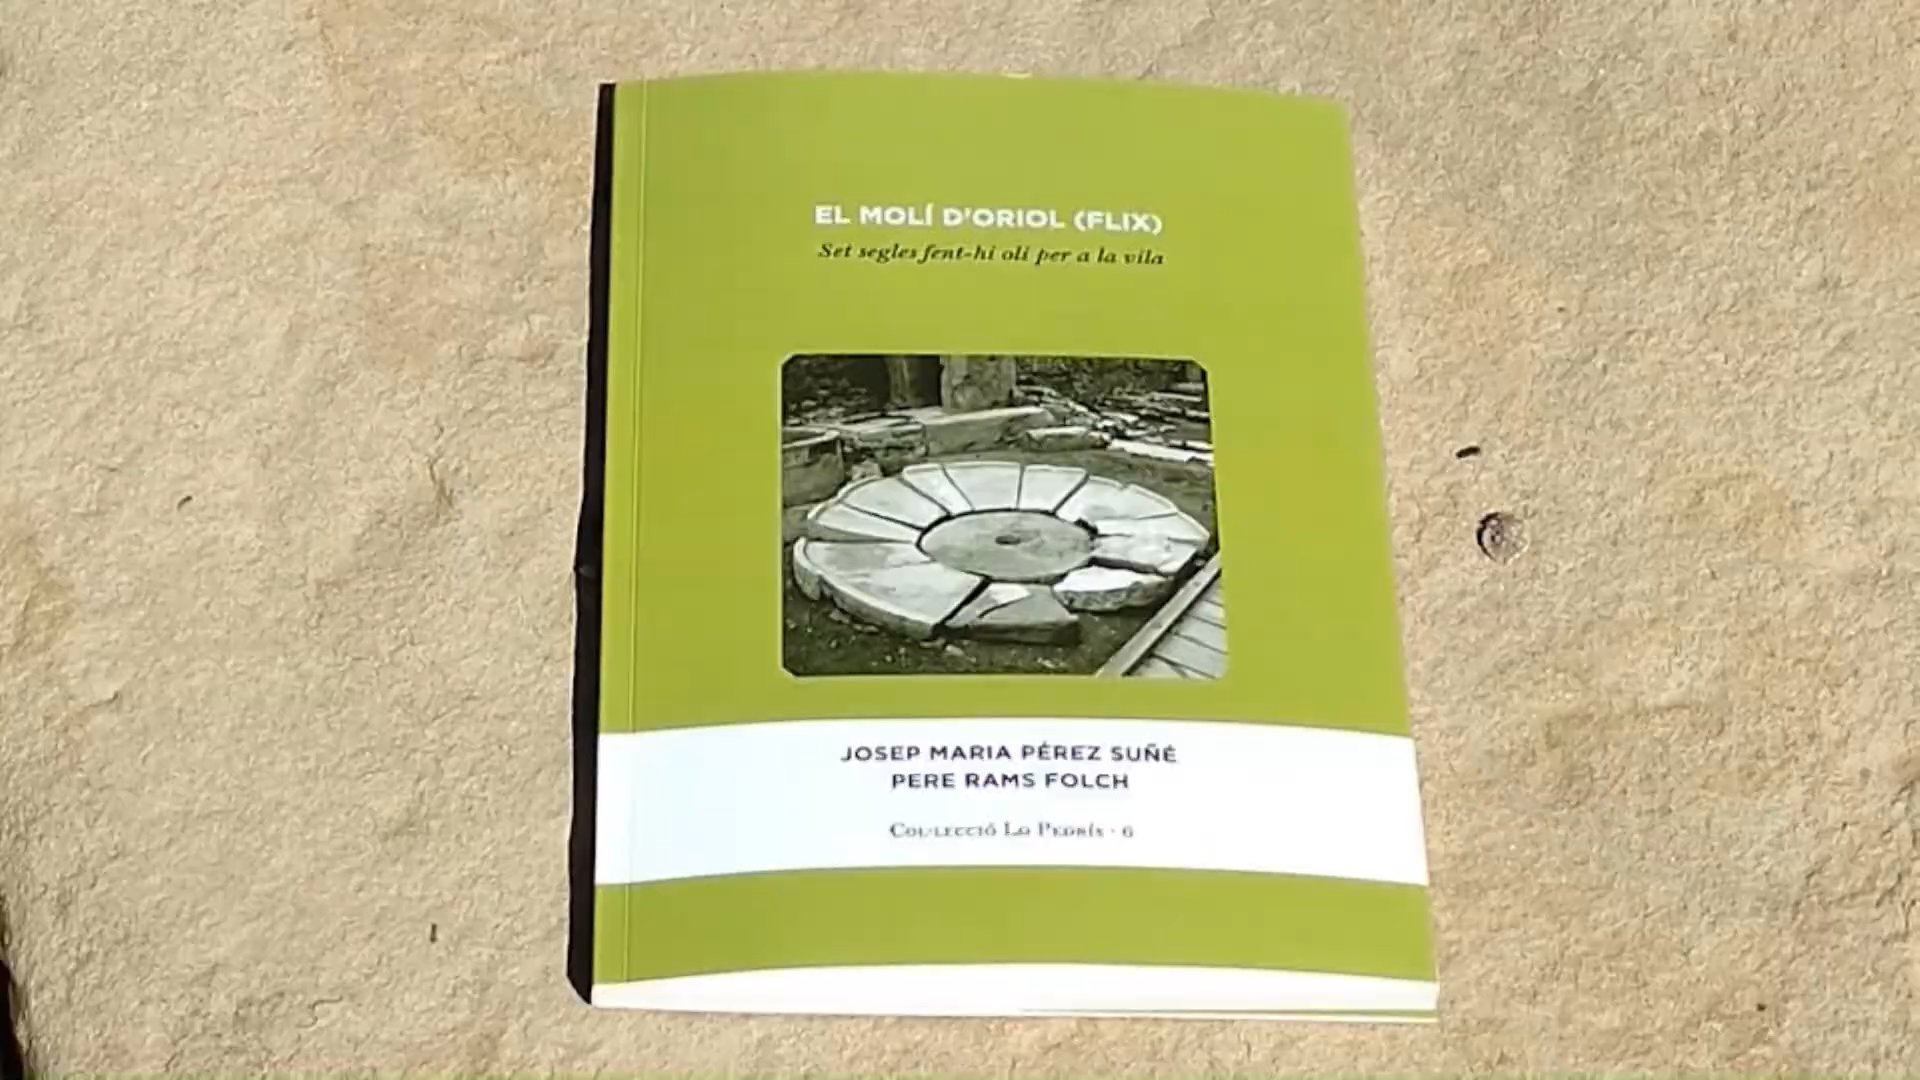 EL MOLÍ D'ORIOL (FLIX)
Set segles fent-hi oli per a la vila
JOSEP MARIA PÉREZ SUÑÉ
PERE RAMS FOLCH
Col·lecció Lo Pedrís · 6